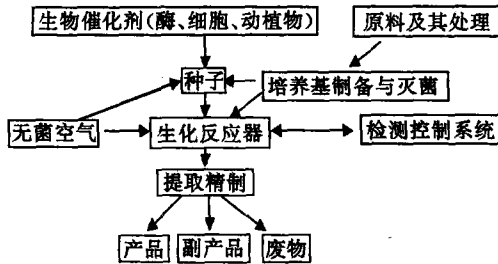 生物催化剂(酶、细胞、动植物)
原料及其处理
种子
培养基制备与灭菌
无菌空气
生化反应器
检测控制系统
提取精制
产品
副产品
废物